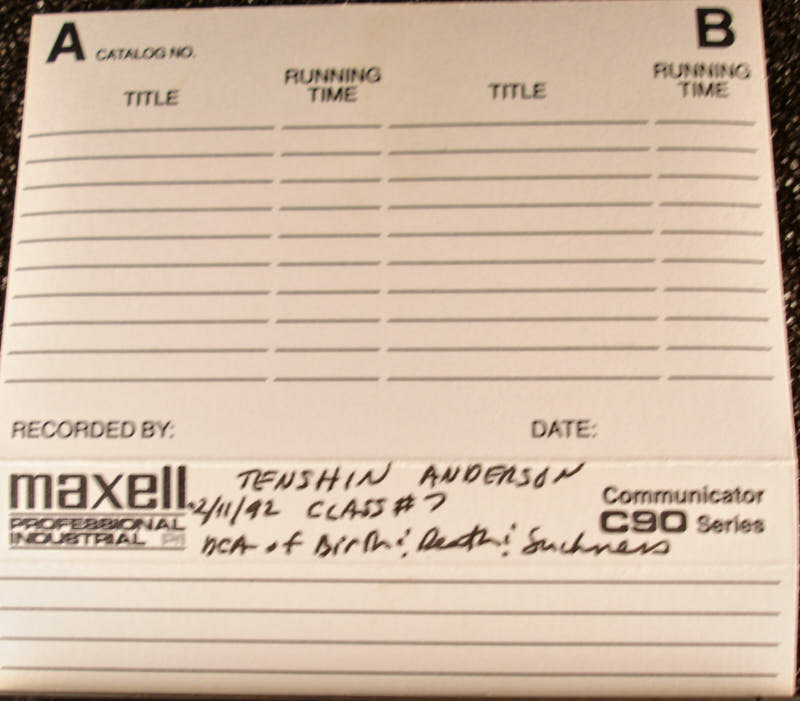 A CATALOG NO. B
TITLE RUNNING TIME TITLE RUNNING TIME
RECORDED BY: DATE:
maxell
PROFESSIONAL
INDUSTRIAL PI
TENSHIN ANDERSON
2/11/92 CLASS #7
DCA of Birth & Death & Suchness
Communicator
C90 Series